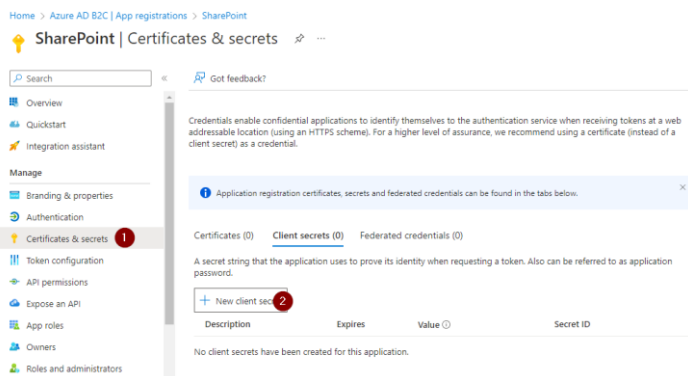 Home > Azure AD B2C | App registrations > SharePoint
SharePoint | Certificates & secrets
Search
Got feedback?
Overview
Quickstart
Integration assistant
Manage
Branding & properties
Authentication
Certificates & secrets 1
Token configuration
API permissions
Expose an API
App roles
Owners
Roles and administrators
Credentials enable confidential applications to identify themselves to the authentication service when receiving tokens at a web
addressable location (using an HTTPS scheme). For a higher level of assurance, we recommend using a certificate (instead of a
client secret) as a credential.
Application registration certificates, secrets and federated credentials can be found in the tabs below.
Certificates (0) Client secrets (0) Federated credentials (0)
A secret string that the application uses to prove its identity when requesting a token. Also can be referred to as application
password.
New client sec 2
Description Expires Value Secret ID
No client secrets have been created for this application.